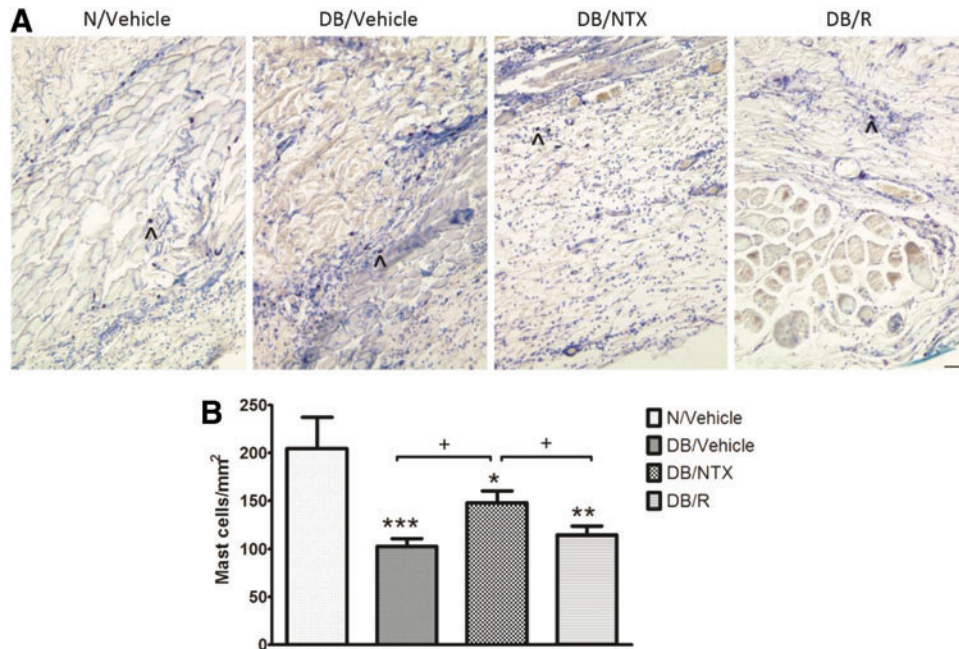 A
N/Vehicle
DB/Vehicle
DB/NTX
DB/R
^
^
^
^
B
Mast cells/mm²
250
200
150
100
50
0
+
+
***
*
**
N/Vehicle
DB/Vehicle
DB/NTX
DB/R